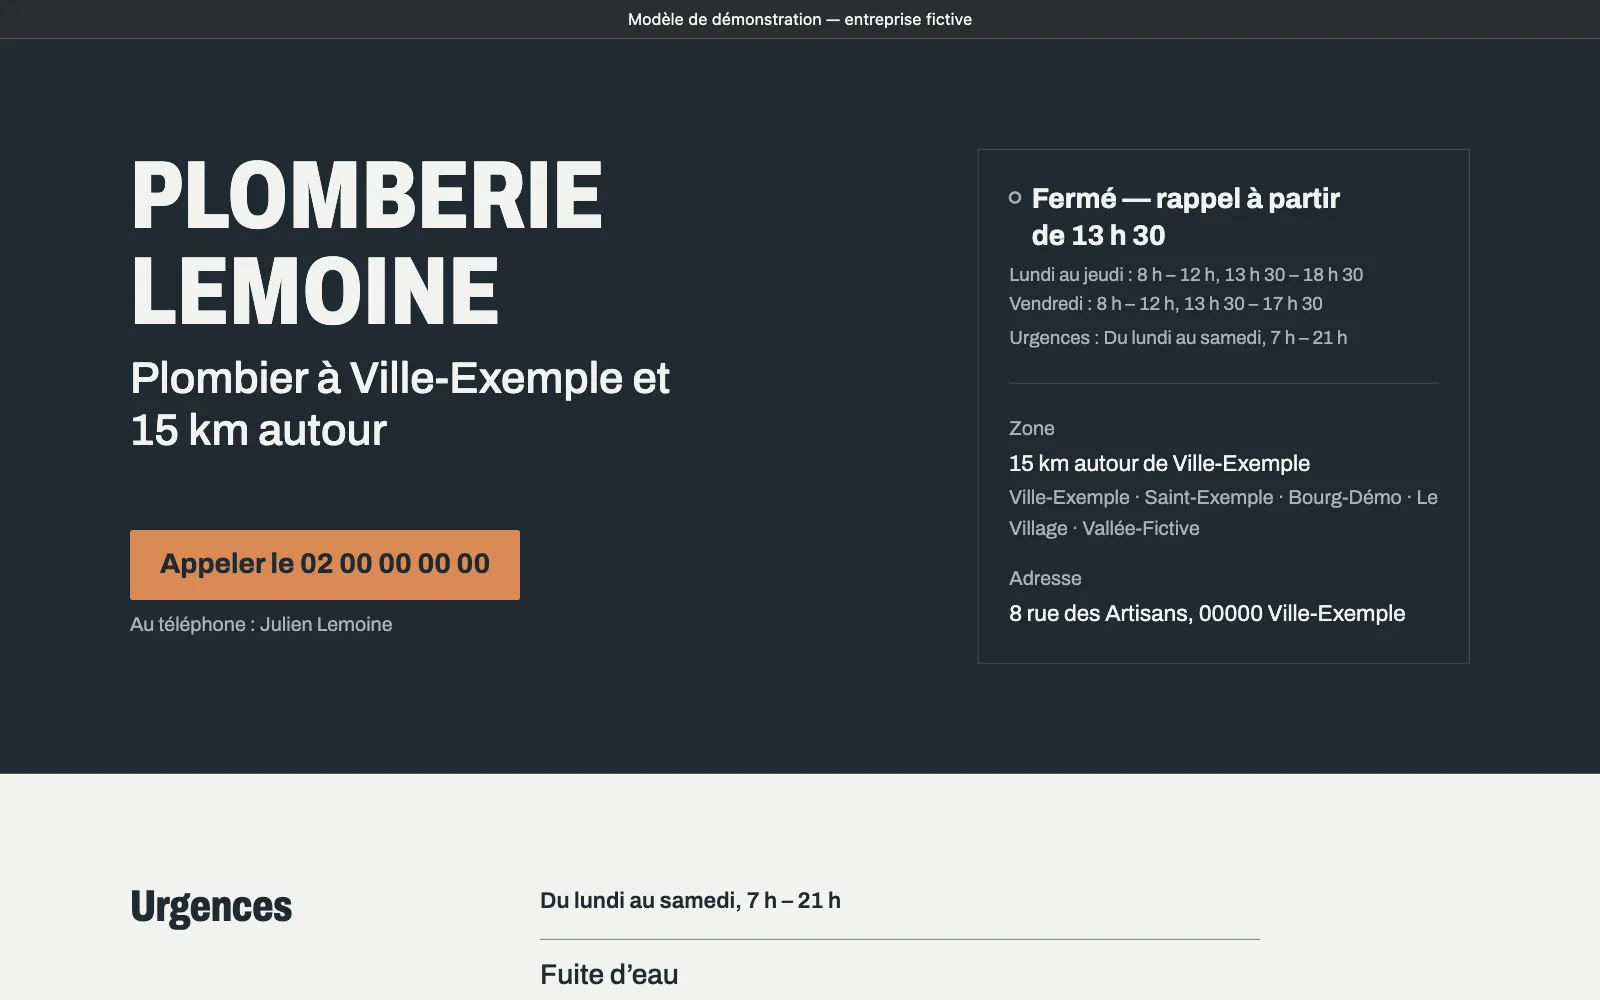 Modèle de démonstration — entreprise fictive
PLOMBERIE
LEMOINE
Plombier à Ville-Exemple et
15 km autour
Appeler le 02 00 00 00 00
Au téléphone : Julien Lemoine
Fermé — rappel à partir
de 13 h 30
Lundi au jeudi : 8 h – 12 h, 13 h 30 – 18 h 30
Vendredi : 8 h – 12 h, 13 h 30 – 17 h 30
Urgences : Du lundi au samedi, 7 h – 21 h
Zone
15 km autour de Ville-Exemple
Ville-Exemple · Saint-Exemple · Bourg-Démo · Le
Village · Vallée-Fictive
Adresse
8 rue des Artisans, 00000 Ville-Exemple
Urgences
Du lundi au samedi, 7 h – 21 h
Fuite d’eau